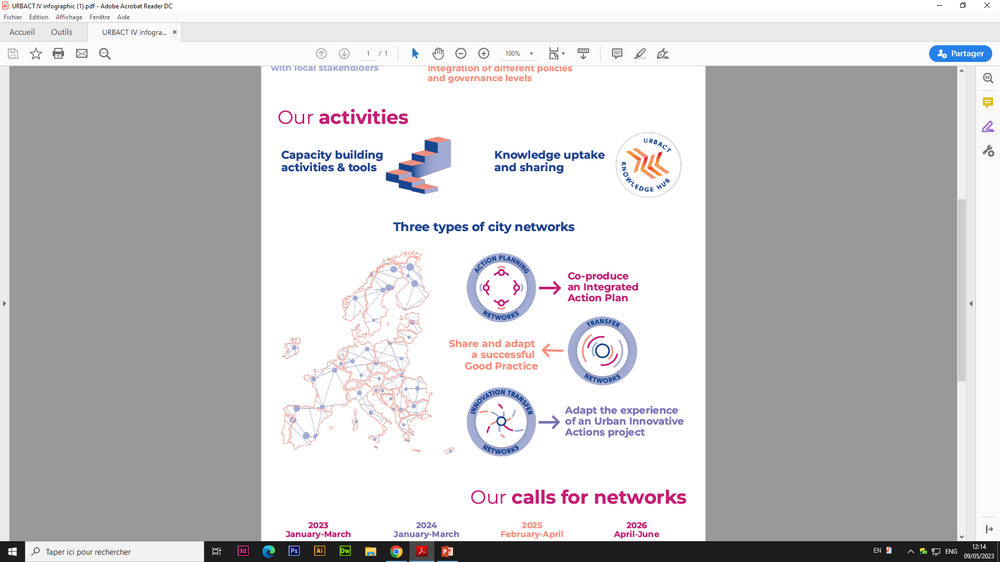 URBACT IV infographic (1).pdf - Adobe Acrobat Reader DC
Fichier Edition Affichage Fenêtre Aide
Accueil Outils URBACT IV infogra... ×
1 / 1 100% Partager
with local stakeholders
Integration of different policies
and governance levels
Our activities
Capacity building
activities & tools
Knowledge uptake
and sharing
URBACT
KNOWLEDGE HUB
Three types of city networks
ACTION PLANNING
NETWORKS
Co-produce
an Integrated
Action Plan
TRANSFER
NETWORKS
Share and adapt
a successful
Good Practice
INNOVATION TRANSFER
NETWORKS
Adapt the experience
of an Urban Innovative
Actions project
Our calls for networks
2023
January-March
2024
January-March
2025
February-April
2026
April-June
Taper ici pour rechercher
Id Ps Ai Dw P
EN ENG
12:14
09/05/2023